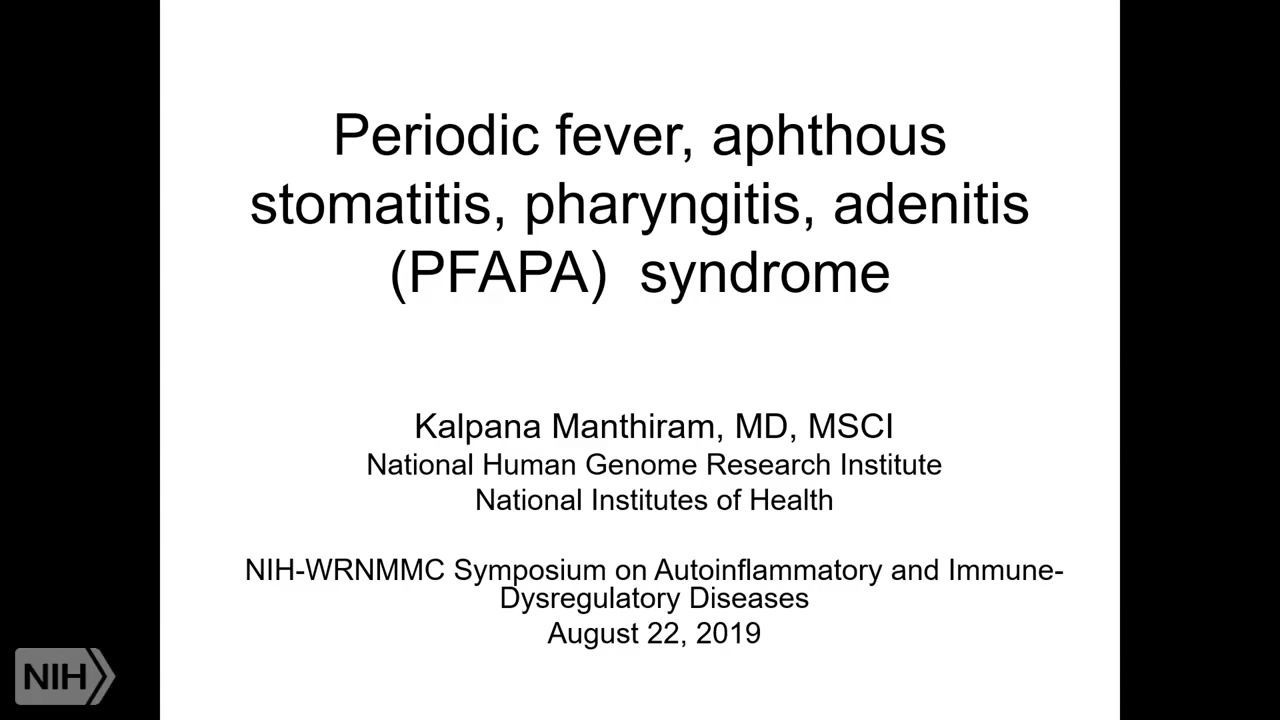 Periodic fever, aphthous
stomatitis, pharyngitis, adenitis
(PFAPA) syndrome
Kalpana Manthiram, MD, MSCI
National Human Genome Research Institute
National Institutes of Health
NIH-WRNMMC Symposium on Autoinflammatory and Immune-
Dysregulatory Diseases
August 22, 2019
NIH